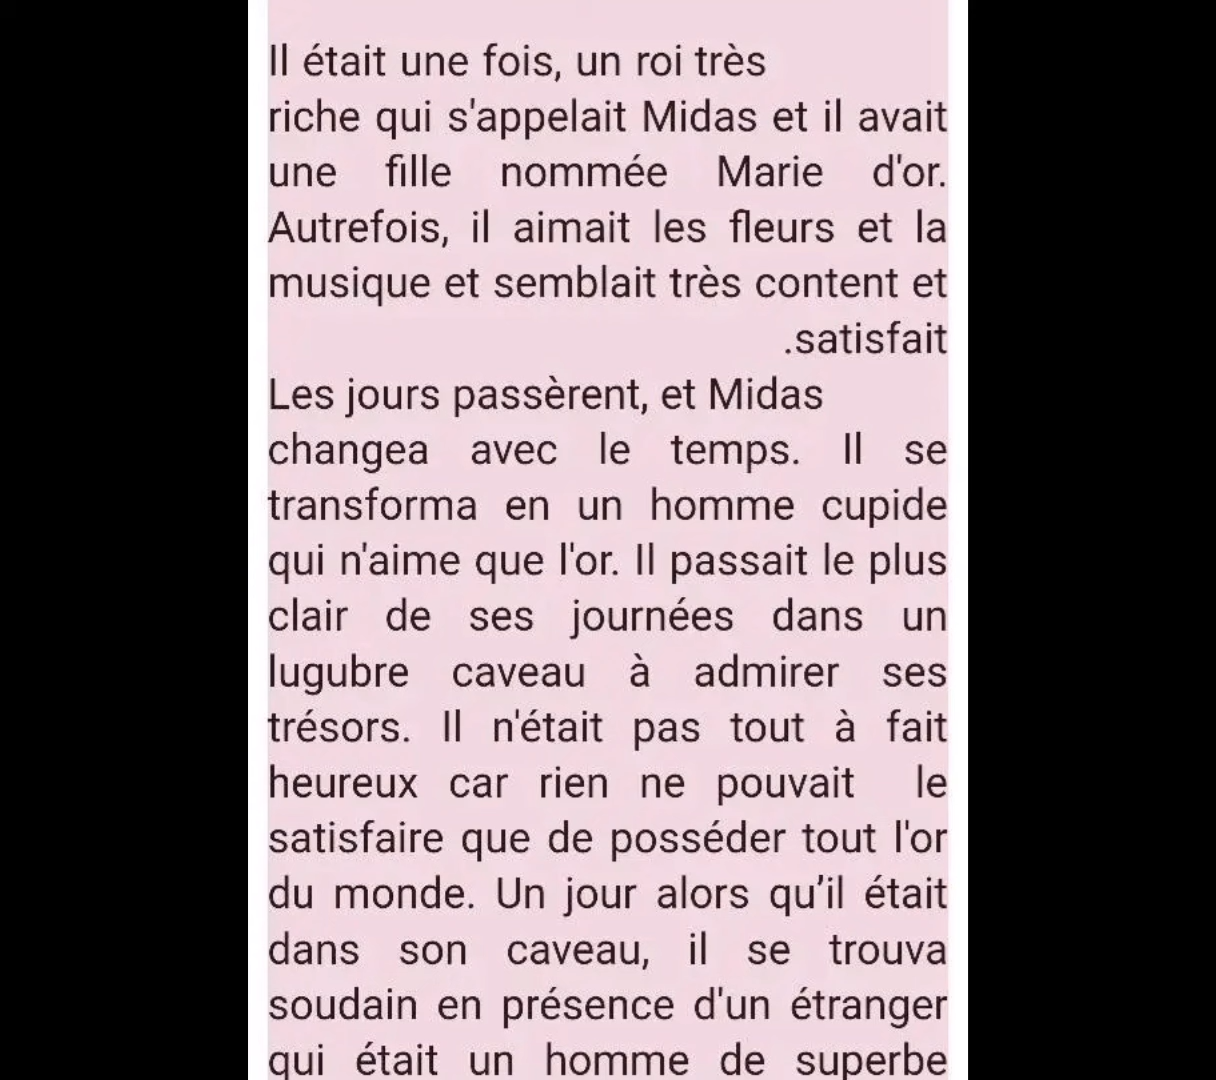 Il était une fois, un roi très
riche qui s'appelait Midas et il avait
une fille nommée Marie d'or.
Autrefois, il aimait les fleurs et la
musique et semblait très content et
.satisfait
Les jours passèrent, et Midas
changea avec le temps. Il se
transforma en un homme cupide
qui n'aime que l'or. Il passait le plus
clair de ses journées dans un
lugubre caveau à admirer ses
trésors. Il n'était pas tout à fait
heureux car rien ne pouvait le
satisfaire que de posséder tout l'or
du monde. Un jour alors qu’il était
dans son caveau, il se trouva
soudain en présence d'un étranger
qui était un homme de superbe